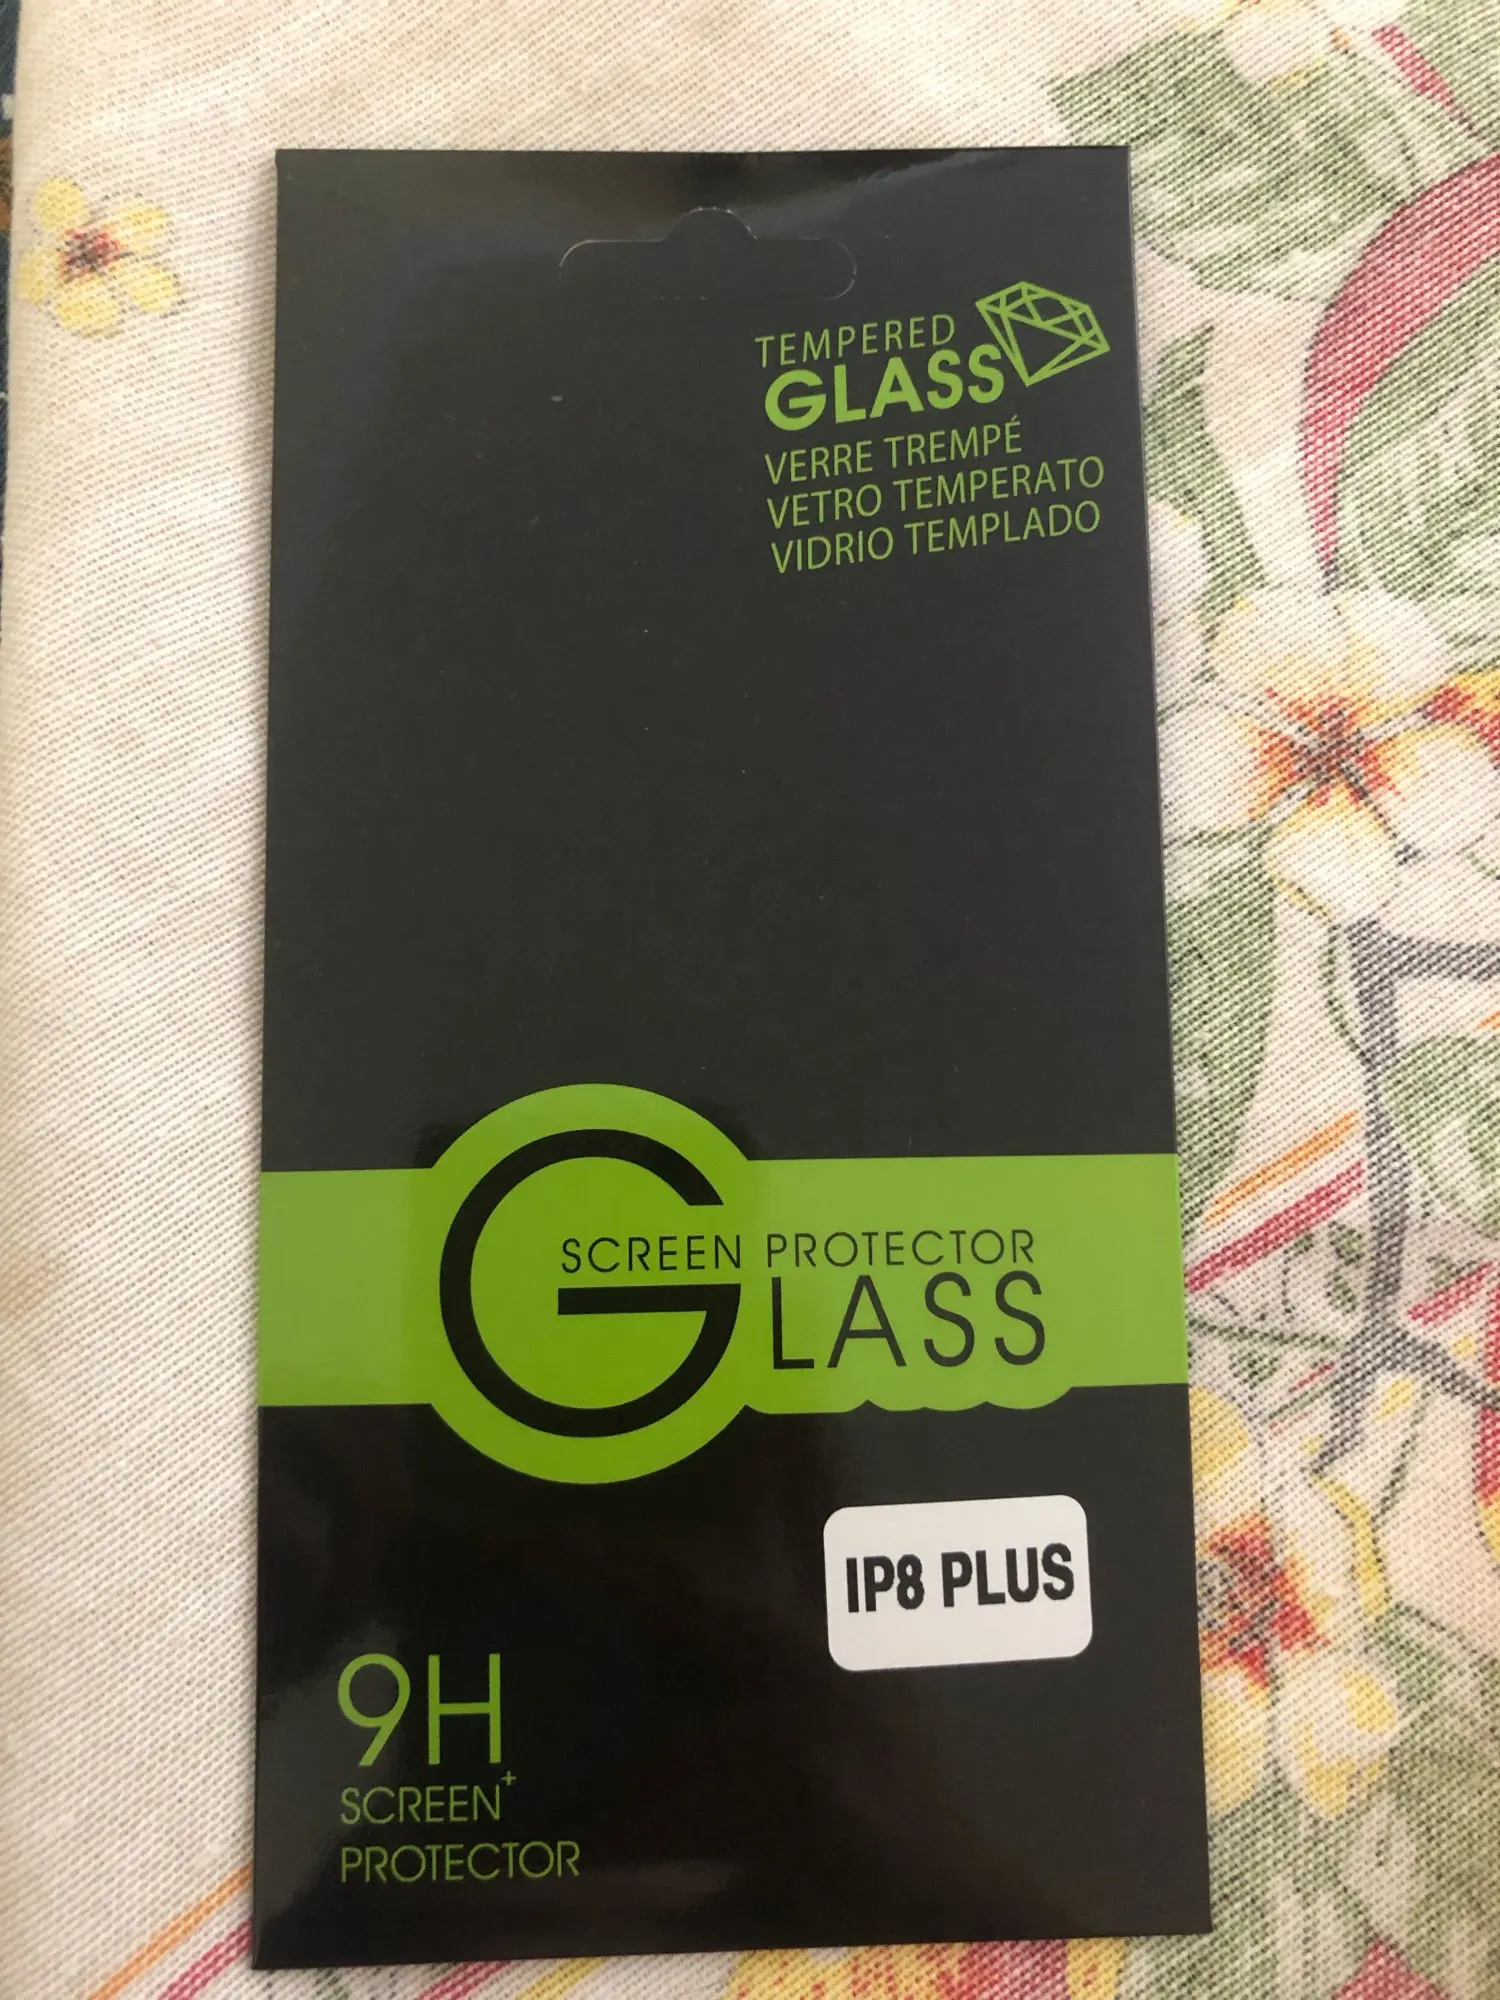 TEMPERED
GLASS
VERRE TREMPÉ
VETRO TEMPERATO
VIDRIO TEMPLADO
SCREEN PROTECTOR
GLASS
IP8 PLUS
9H
SCREEN+
PROTECTOR